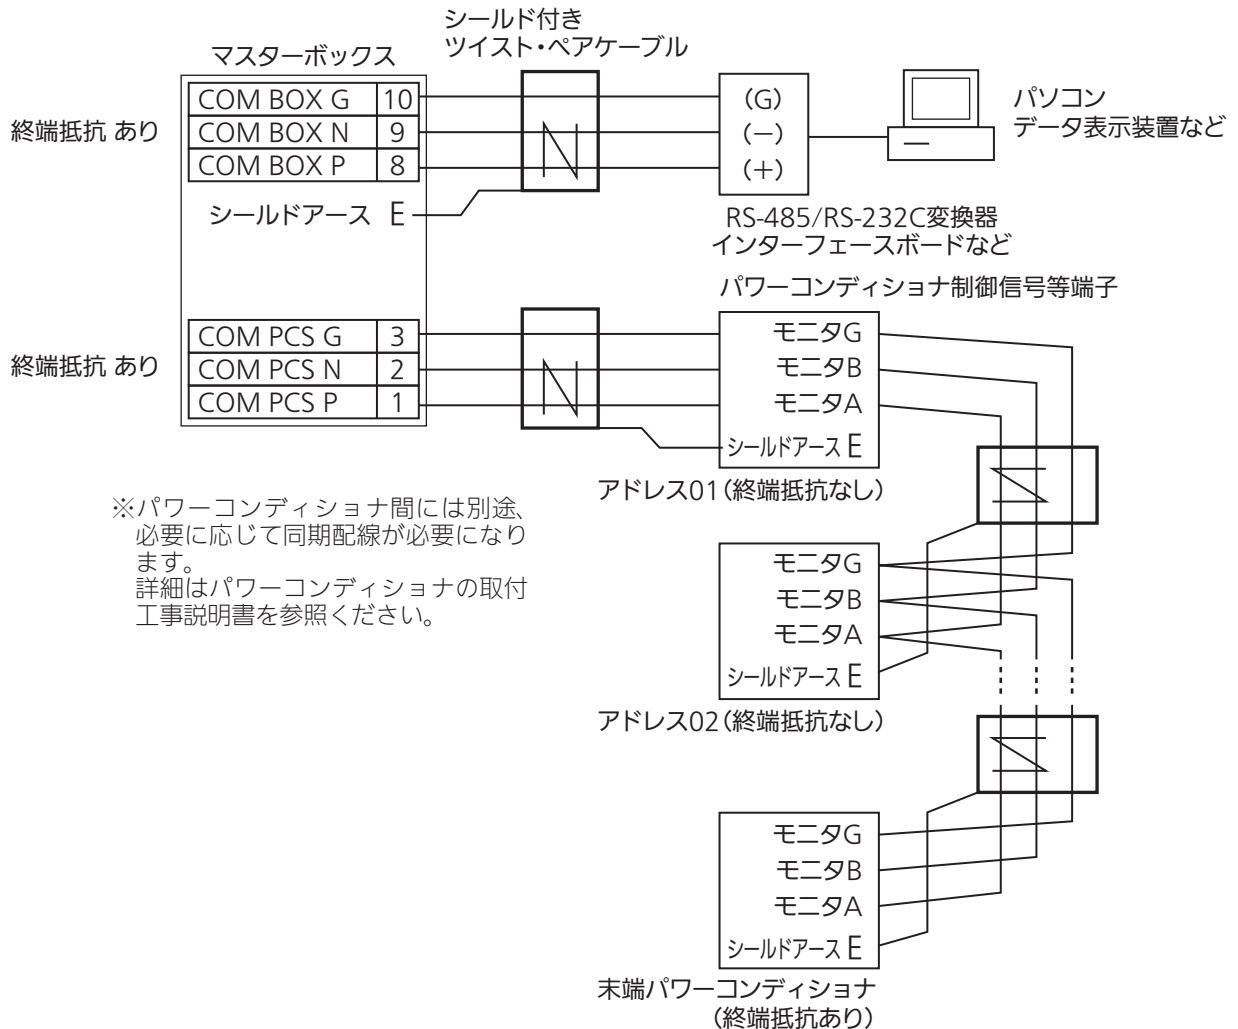 シールド付き
ツイスト・ペアケーブル
マスターボックス
終端抵抗 あり
COM BOX G 10
COM BOX N 9
COM BOX P 8
シールドアース E
(G)
(－)
(＋)
パソコン
データ表示装置など
RS-485/RS-232C変換器
インターフェースボードなど
パワーコンディショナ制御信号等端子
終端抵抗 あり
COM PCS G 3
COM PCS N 2
COM PCS P 1
モニタG
モニタB
モニタA
シールドアース E
アドレス01(終端抵抗なし)
※パワーコンディショナ間には別途、
必要に応じて同期配線が必要になり
ます。
詳細はパワーコンディショナの取付
工事説明書を参照ください。
モニタG
モニタB
モニタA
シールドアース E
アドレス02(終端抵抗なし)
モニタG
モニタB
モニタA
シールドアース E
末端パワーコンディショナ
(終端抵抗あり)